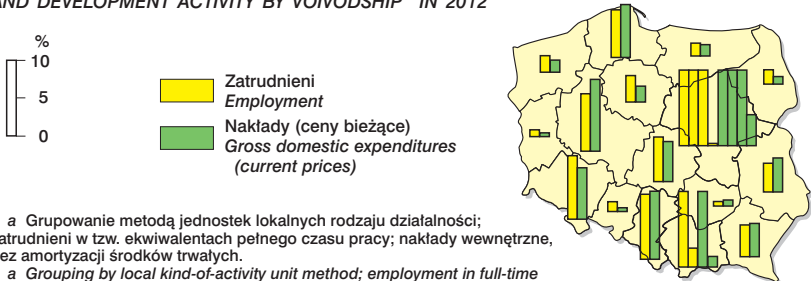 AND DEVELOPMENT ACTIVITY BY VOIVODSHIP IN 2012
%
10
5
0
Zatrudnieni
Employment
Nakłady (ceny bieżące)
Gross domestic expenditures
(current prices)
a Grupowanie metodą jednostek lokalnych rodzaju działalności;
zatrudnieni w tzw. ekwiwalentach pełnego czasu pracy; nakłady wewnętrzne,
bez amortyzacji środków trwałych.
a Grouping by local kind-of-activity unit method; employment in full-time